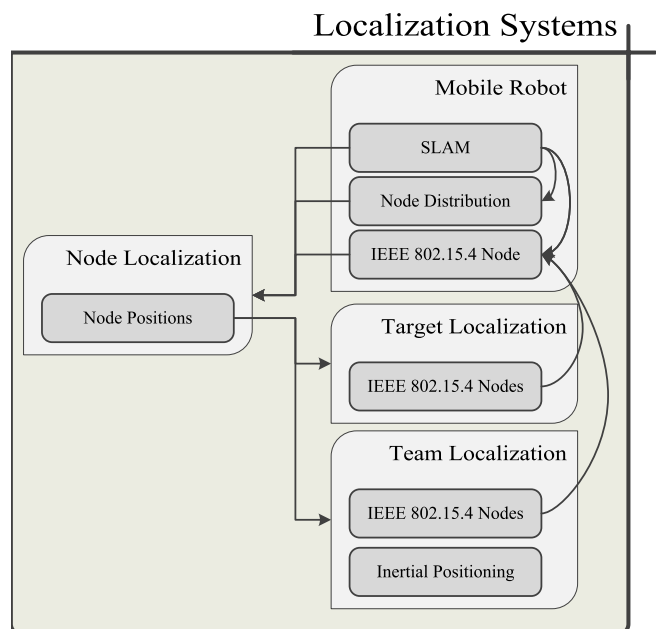 Localization Systems
Mobile Robot
SLAM
Node Distribution
IEEE 802.15.4 Node
Node Localization
Node Positions
Target Localization
IEEE 802.15.4 Nodes
Team Localization
IEEE 802.15.4 Nodes
Inertial Positioning